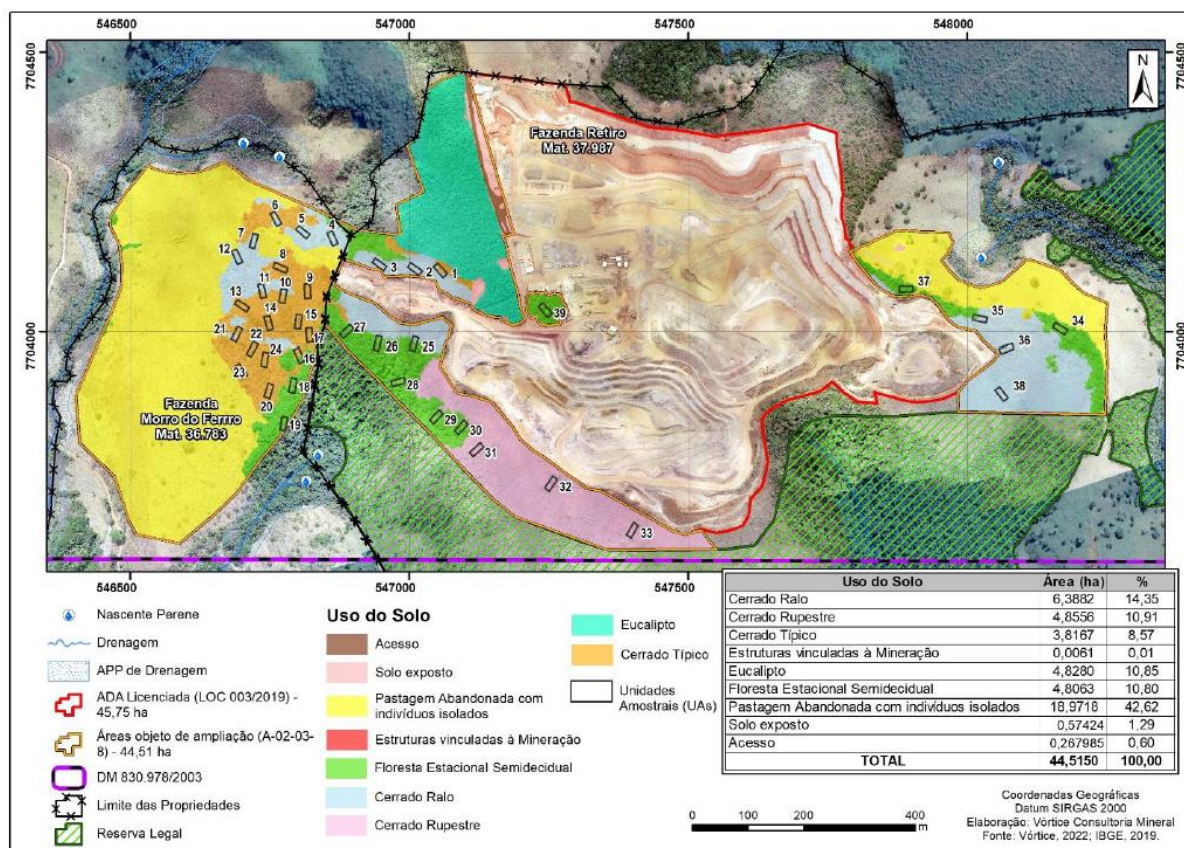 546500 547000 547500 548000
7704500 7704500
N
Fazenda Retiro
Mat. 37.987
6
5
4
7
12
8
3
2
1
11
10
9
13
37
39
14
15
35
34
21
22
17
27
36
26
25
16
24
7704000 7704000
23
28
18
38
Fazenda
Morro do Ferrro
Mat. 36.783
20
19
29
30
31
32
33
546500 547000 547500
Nascente Perene
Drenagem
APP de Drenagem
ADA Licenciada (LOC 003/2019) -
45,75 ha
Áreas objeto de ampliação (A-02-03-
8) - 44,51 ha
DM 830.978/2003
Limite das Propriedades
Reserva Legal
Uso do Solo
Acesso
Solo exposto
Pastagem Abandonada com
indivíduos isolados
Estruturas vinculadas à Mineração
Floresta Estacional Semidecidual
Cerrado Ralo
Cerrado Rupestre
Eucalipto
Cerrado Típico
Unidades
Amostrais (UAs)
Uso do Solo Área (ha) %
Cerrado Ralo 6,3882 14,35
Cerrado Rupestre 4,8556 10,91
Cerrado Típico 3,8167 8,57
Estruturas vinculadas à Mineração 0,0061 0,01
Eucalipto 4,8280 10,85
Floresta Estacional Semidecidual 4,8063 10,80
Pastagem Abandonada com indivíduos isolados 18,9718 42,62
Solo exposto 0,57424 1,29
Acesso 0,267985 0,60
TOTAL 44,5150 100,00
0 100 200 400
m
Coordenadas Geográficas
Datum SIRGAS 2000
Elaboração: Vórtice Consultoria Mineral
Fonte: Vórtice, 2022; IBGE, 2019.